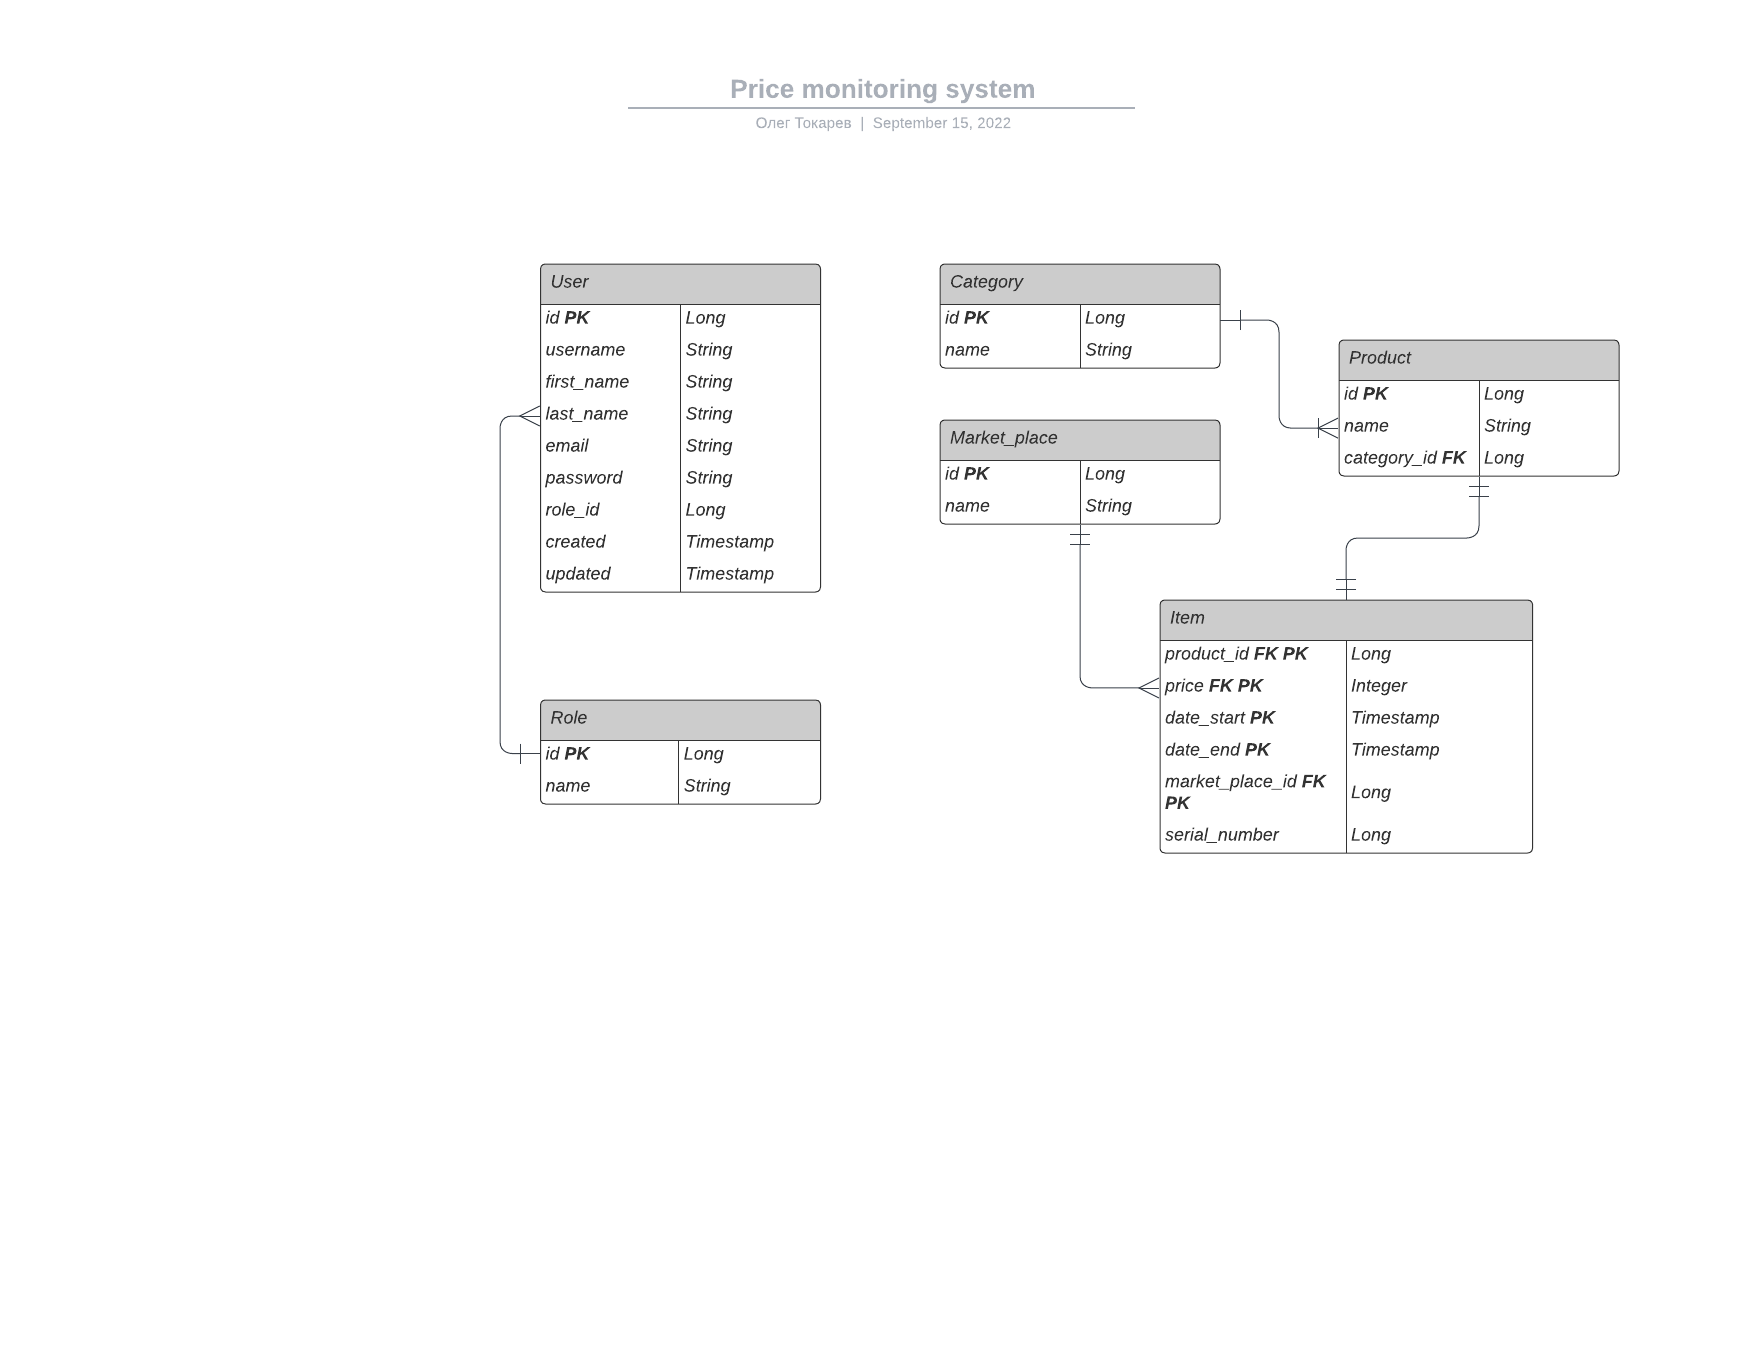 Price monitoring system
Олег Токарев | September 15, 2022
User
id PK Long
username String
first_name String
last_name String
email String
password String
role_id Long
created Timestamp
updated Timestamp
Role
id PK Long
name String
Category
id PK Long
name String
Market_place
id PK Long
name String
Product
id PK Long
name String
category_id FK Long
Item
product_id FK PK Long
price FK PK Integer
date_start PK Timestamp
date_end PK Timestamp
market_place_id FK
PK Long
serial_number Long